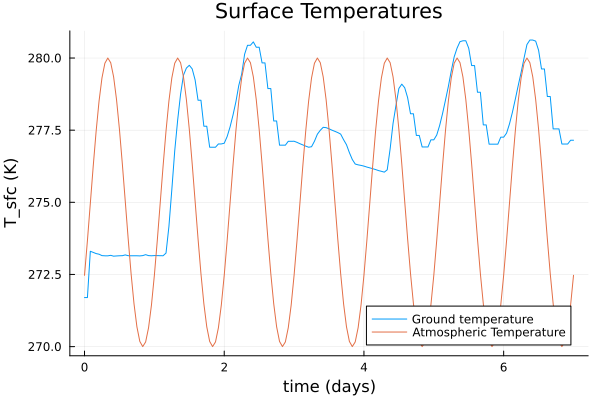 Surface Temperatures
T_sfc (K)
280.0
277.5
275.0
272.5
270.0
0
2
4
6
time (days)
Ground temperature
Atmospheric Temperature